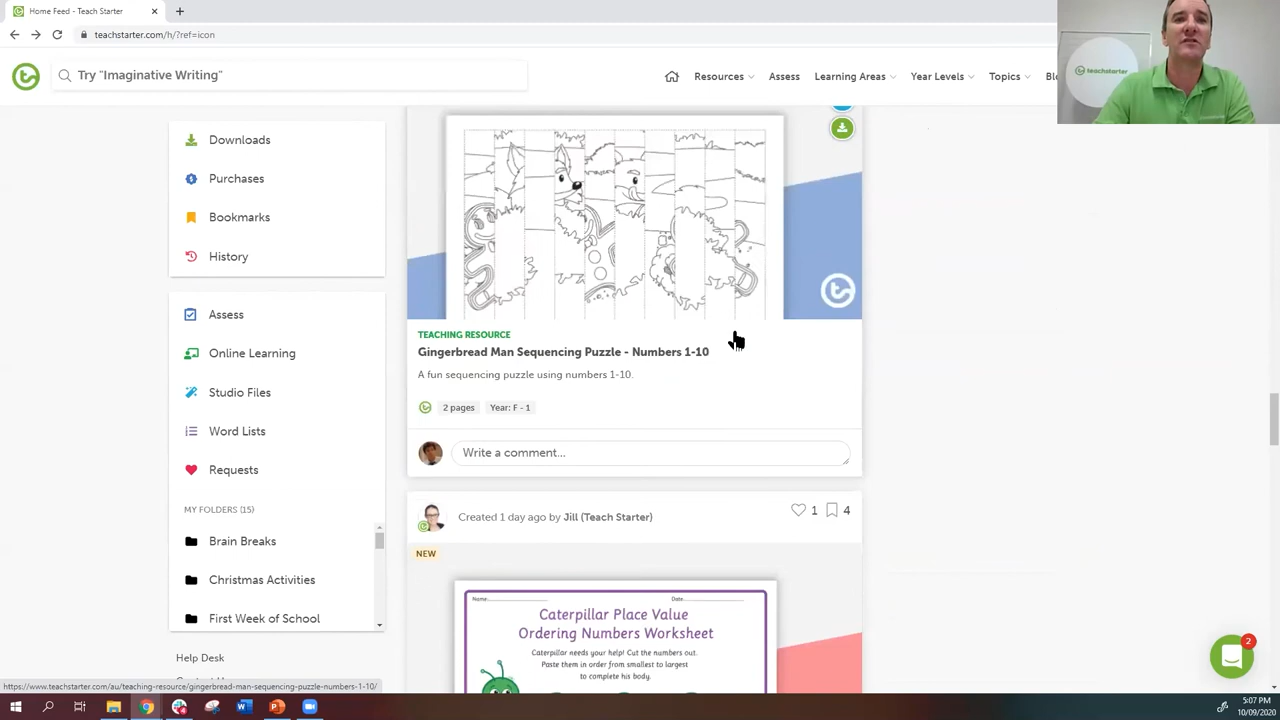 Home Feed - Teach Starter
teachstarter.com/h/?ref=icon
Try "Imaginative Writing"
Resources
Assess
Learning Areas
Year Levels
Topics
teachstarter
Downloads
Purchases
Bookmarks
History
Assess
Online Learning
Studio Files
Word Lists
Requests
MY FOLDERS (15)
Brain Breaks
Christmas Activities
First Week of School
Help Desk
TEACHING RESOURCE
Gingerbread Man Sequencing Puzzle - Numbers 1-10
A fun sequencing puzzle using numbers 1-10.
2 pages
Year: F - 1
Write a comment...
Created 1 day ago by Jill (Teach Starter)
1
4
NEW
Name:
Date:
Caterpillar Place Value
Ordering Numbers Worksheet
Caterpillar needs your help! Cut the numbers out.
Paste them in order from smallest to largest
to complete his body.
2
https://www.teachstarter.com/au/teaching-resource/gingerbread-man-sequencing-puzzle-numbers-1-10/
5:07 PM
10/09/2020